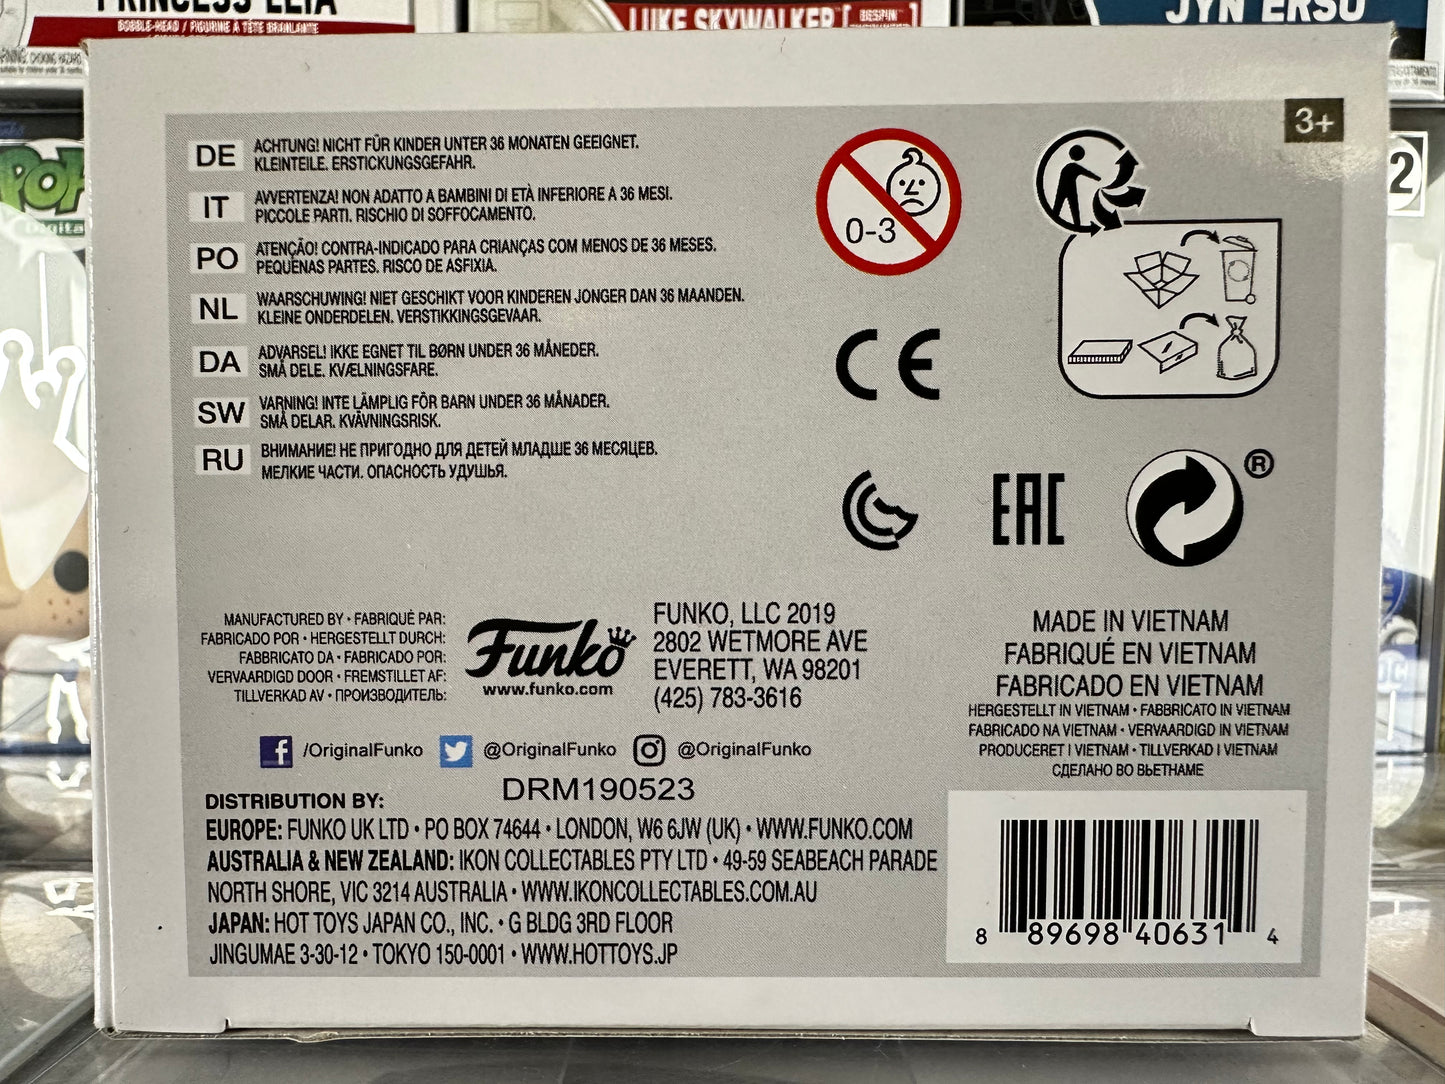 PRINCESS LEIA
BOBBLE-HEAD / FIGURINE À TÊTE BRANLANTE
LUKE SKYWALKER [ BESPIN ]
JYN ERSO
POP
Digita
2
3+
DE ACHTUNG! NICHT FÜR KINDER UNTER 36 MONATEN GEEIGNET.
KLEINTEILE. ERSTICKUNGSGEFAHR.
IT AVVERTENZA! NON ADATTO A BAMBINI DI ETÀ INFERIORE A 36 MESI.
PICCOLE PARTI. RISCHIO DI SOFFOCAMENTO.
PO ATENÇÃO! CONTRA-INDICADO PARA CRIANÇAS COM MENOS DE 36 MESES.
PEQUENAS PARTES. RISCO DE ASFIXIA.
NL WAARSCHUWING! NIET GESCHIKT VOOR KINDEREN JONGER DAN 36 MAANDEN.
KLEINE ONDERDELEN. VERSTIKKINGSGEVAAR.
DA ADVARSEL! IKKE EGNET TIL BØRN UNDER 36 MÅNEDER.
SMÅ DELE. KVÆLNINGSFARE.
SW VARNING! INTE LÄMPLIG FÖR BARN UNDER 36 MÅNADER.
SMÅ DELAR. KVÄVNINGSRISK.
RU ВНИМАНИЕ! НЕ ПРИГОДНО ДЛЯ ДЕТЕЙ МЛАДШЕ 36 МЕСЯЦЕВ.
МЕЛКИЕ ЧАСТИ. ОПАСНОСТЬ УДУШЬЯ.
0-3
CE
EAC
®
MANUFACTURED BY • FABRIQUÉ PAR:
FABRICADO POR • HERGESTELLT DURCH:
FABBRICATO DA • FABRICADO POR:
VERVAARDIGD DOOR • FREMSTILLET AF:
TILLVERKAD AV • ПРОИЗВОДИТЕЛЬ:
Funko
www.funko.com
FUNKO, LLC 2019
2802 WETMORE AVE
EVERETT, WA 98201
(425) 783-3616
MADE IN VIETNAM
FABRIQUÉ EN VIETNAM
FABRICADO EN VIETNAM
HERGESTELLT IN VIETNAM • FABBRICATO IN VIETNAM
FABRICADO NA VIETNAM • VERVAARDIGD IN VIETNAM
PRODUCERET I VIETNAM • TILLVERKAD I VIETNAM
СДЕЛАНО ВО ВЬЕТНАМЕ
f /OriginalFunko @OriginalFunko @OriginalFunko
DRM190523
DISTRIBUTION BY:
EUROPE: FUNKO UK LTD • PO BOX 74644 • LONDON, W6 6JW (UK) • WWW.FUNKO.COM
AUSTRALIA & NEW ZEALAND: IKON COLLECTABLES PTY LTD • 49-59 SEABEACH PARADE
NORTH SHORE, VIC 3214 AUSTRALIA • WWW.IKONCOLLECTABLES.COM.AU
JAPAN: HOT TOYS JAPAN CO., INC. • G BLDG 3RD FLOOR
JINGUMAE 3-30-12 • TOKYO 150-0001 • WWW.HOTTOYS.JP
8 89698 40631 4